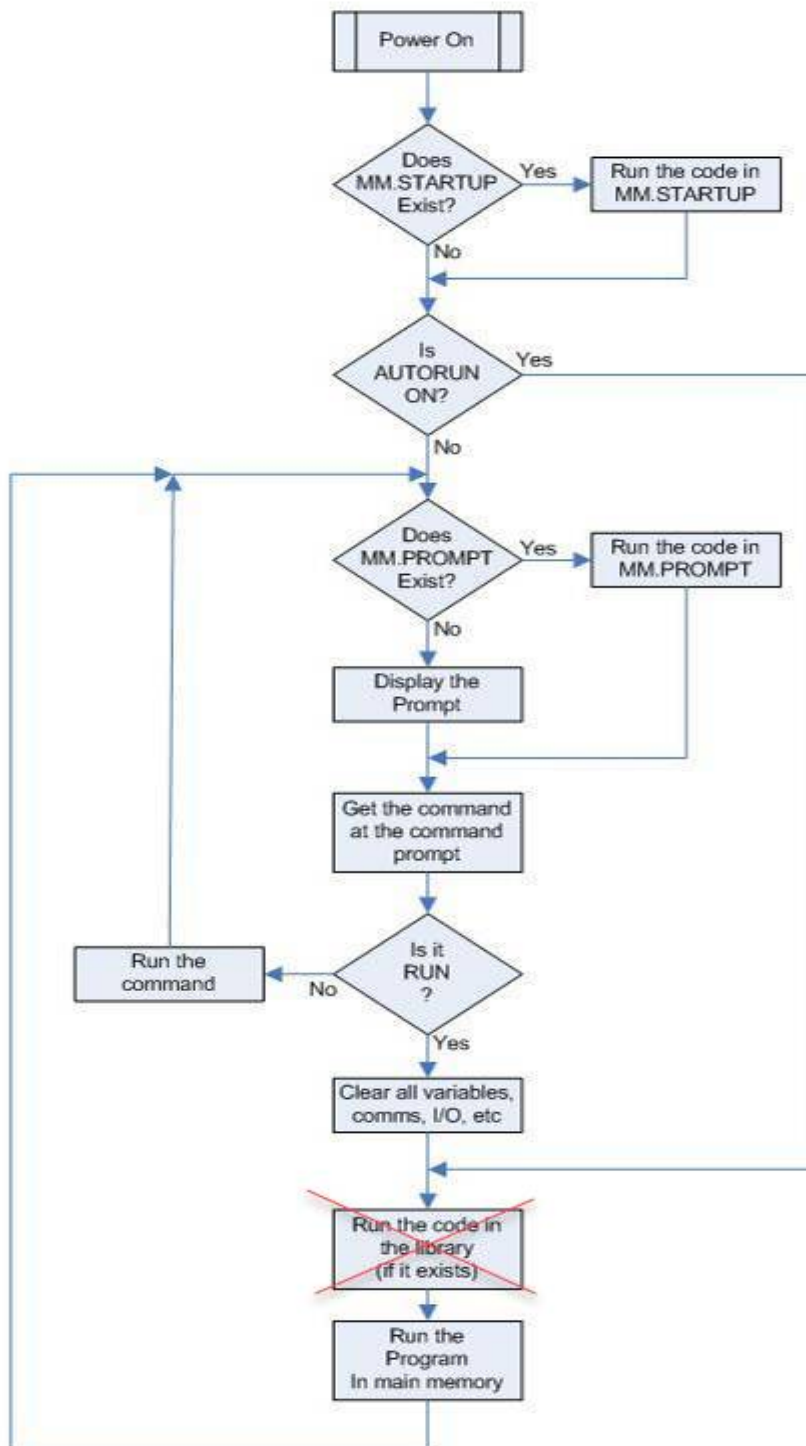 Power On
Does
MM.STARTUP
Exist?
Yes
Run the code in
MM.STARTUP
No
Is
AUTORUN
ON?
Yes
No
Does
MM.PROMPT
Exist?
Yes
Run the code in
MM.PROMPT
No
Display the
Prompt
Get the command
at the command
prompt
Is it
RUN
?
No
Run the
command
Yes
Clear all variables,
comms, I/O, etc
Run the code in
the library
(if it exists)
Run the
Program
In main memory